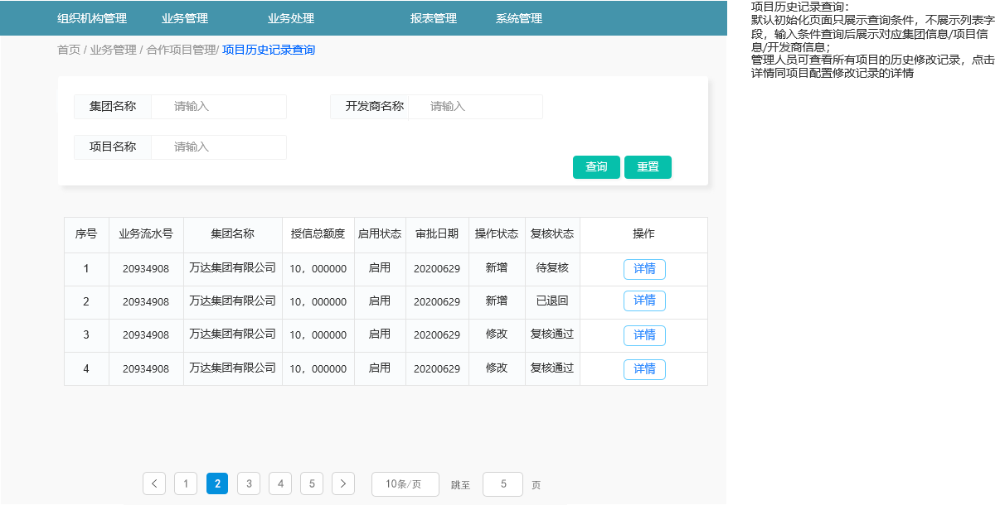 组织机构管理 业务管理 业务处理 报表管理 系统管理
首页 / 业务管理 / 合作项目管理/ 项目历史记录查询
集团名称 请输入 开发商名称 请输入
项目名称 请输入
查询 重置
序号 业务流水号 集团名称 授信总额度 启用状态 审批日期 操作状态 复核状态 操作
1 20934908 万达集团有限公司 10，000000 启用 20200629 新增 待复核 详情
2 20934908 万达集团有限公司 10，000000 启用 20200629 新增 已退回 详情
3 20934908 万达集团有限公司 10，000000 启用 20200629 修改 复核通过 详情
4 20934908 万达集团有限公司 10，000000 启用 20200629 修改 复核通过 详情
< 1 2 3 4 5 > 10条/页 跳至 5 页
项目历史记录查询：
默认初始化页面只展示查询条件，不展示列表字
段，输入条件查询后展示对应集团信息/项目信
息/开发商信息；
管理人员可查看所有项目的历史修改记录，点击
详情同项目配置修改记录的详情